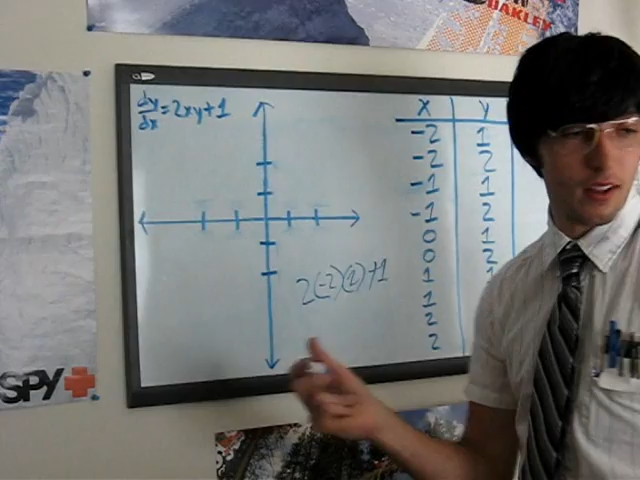 OAKLEY
dy/dx = 2xy+1
x y
-2 1
-2 2
-1 1
-1 2
0 1
0 2
1 1
1
2
2
2(-2)(1)+1
SPY+